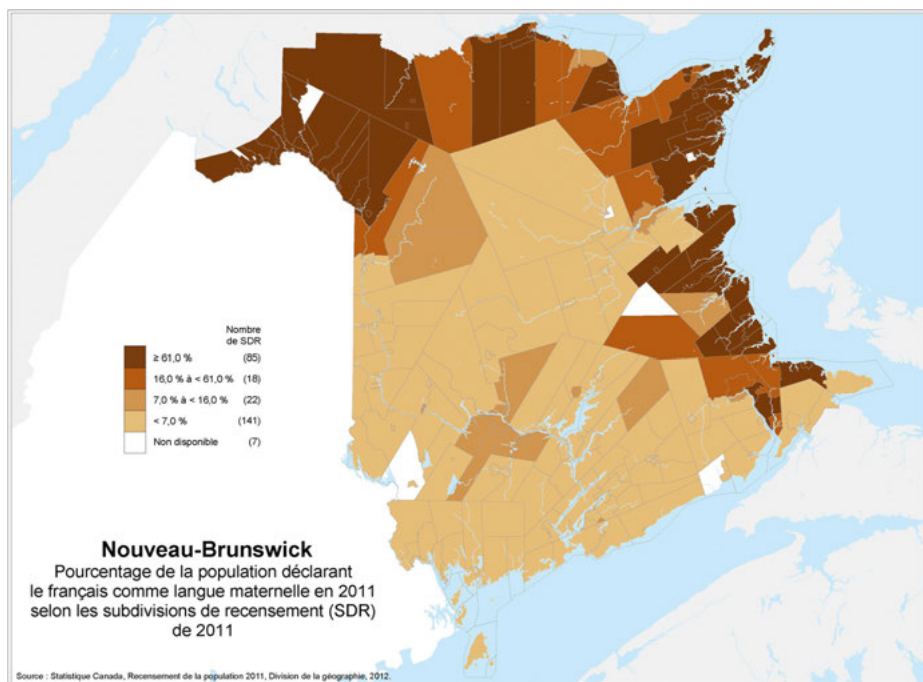 Nombre
de SDR
≥ 61,0 % (85)
16,0 % à < 61,0 % (18)
7,0 % à < 16,0 % (22)
< 7,0 % (141)
Non disponible (7)
Nouveau-Brunswick
Pourcentage de la population déclarant
le français comme langue maternelle en 2011
selon les subdivisions de recensement (SDR)
de 2011
Source : Statistique Canada, Recensement de la population 2011, Division de la géographie, 2012.